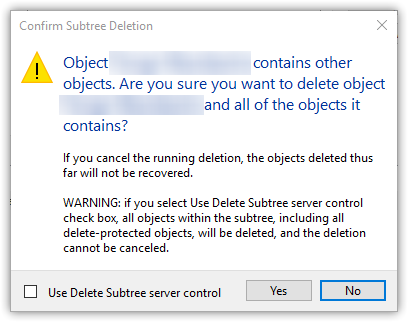 Confirm Subtree Deletion
Object contains other
objects. Are you sure you want to delete object
and all of the objects it
contains?
If you cancel the running deletion, the objects deleted thus
far will not be recovered.
WARNING: if you select Use Delete Subtree server control
check box, all objects within the subtree, including all
delete-protected objects, will be deleted, and the deletion
cannot be canceled.
Use Delete Subtree server control
Yes
No